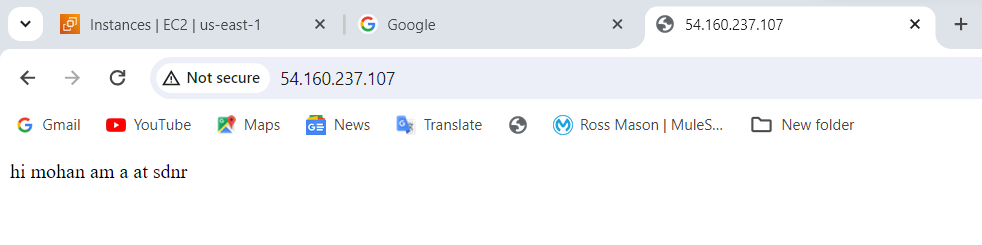 Instances | EC2 | us-east-1
Google
54.160.237.107
Not secure
54.160.237.107
Gmail
YouTube
Maps
GE
News
Translate
Ross Mason | MuleS...
New folder
hi mohan am a at sdnr